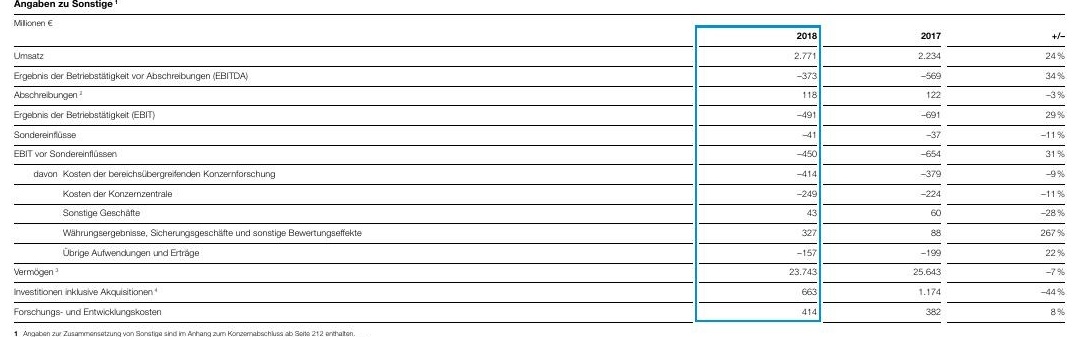 Angaben zu Sonstige ¹
Millionen €
2018 2017 +/–
Umsatz 2.771 2.234 24 %
Ergebnis der Betriebstätigkeit vor Abschreibungen (EBITDA) –373 –569 34 %
Abschreibungen ² 118 122 –3 %
Ergebnis der Betriebstätigkeit (EBIT) –491 –691 29 %
Sondereinflüsse –41 –37 –11 %
EBIT vor Sondereinflüssen –450 –654 31 %
davon Kosten der bereichsübergreifenden Konzernforschung –414 –379 –9 %
Kosten der Konzernzentrale –249 –224 –11 %
Sonstige Geschäfte 43 60 –28 %
Währungsergebnisse, Sicherungsgeschäfte und sonstige Bewertungseffekte 327 88 267 %
Übrige Aufwendungen und Erträge –157 –199 22 %
Vermögen ³ 23.743 25.643 –7 %
Investitionen inklusive Akquisitionen ⁴ 663 1.174 –44 %
Forschungs- und Entwicklungskosten 414 382 8 %
1 Angaben zur Zusammensetzung von Sonstige sind im Anhang zum Konzernabschluss ab Seite 212 enthalten.